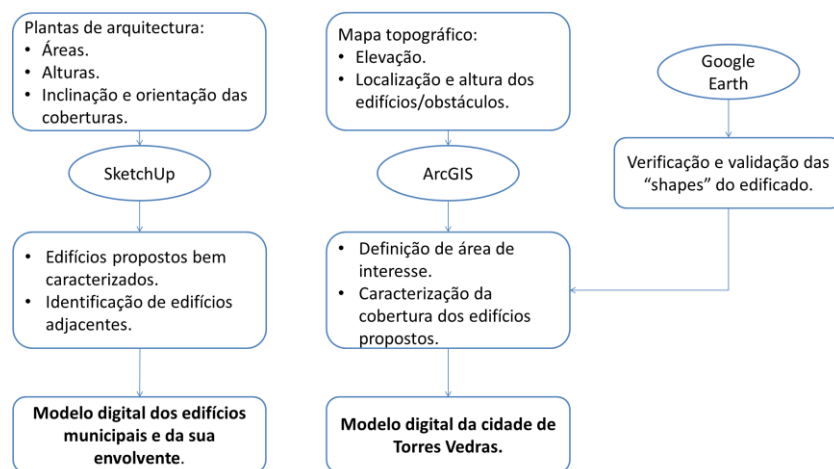 Plantas de arquitectura:
• Áreas.
• Alturas.
• Inclinação e orientação das
coberturas.
SketchUp
• Edifícios propostos bem
caracterizados.
• Identificação de edifícios
adjacentes.
Modelo digital dos edifícios
municipais e da sua
envolvente.
Mapa topográfico:
• Elevação.
• Localização e altura dos
edifícios/obstáculos.
ArcGIS
• Definição de área de
interesse.
• Caracterização da
cobertura dos edifícios
propostos.
Modelo digital da cidade de
Torres Vedras.
Google
Earth
Verificação e validação das
“shapes” do edificado.